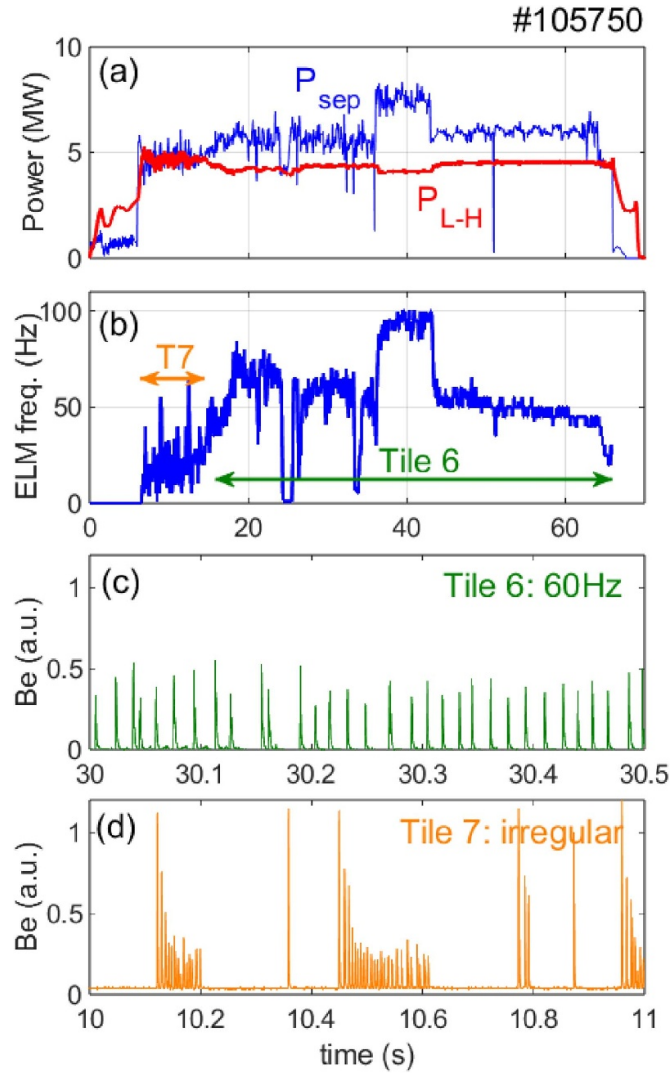 #105750
(a)
P_sep
P_L-H
Power (MW)
10
5
0
(b)
T7
Tile 6
ELM freq. (Hz)
100
50
0
0 20 40 60
(c)
Tile 6: 60Hz
Be (a.u.)
1
0.5
0
30 30.1 30.2 30.3 30.4 30.5
(d)
Tile 7: irregular
Be (a.u.)
1
0.5
0
10 10.2 10.4 10.6 10.8 11
time (s)